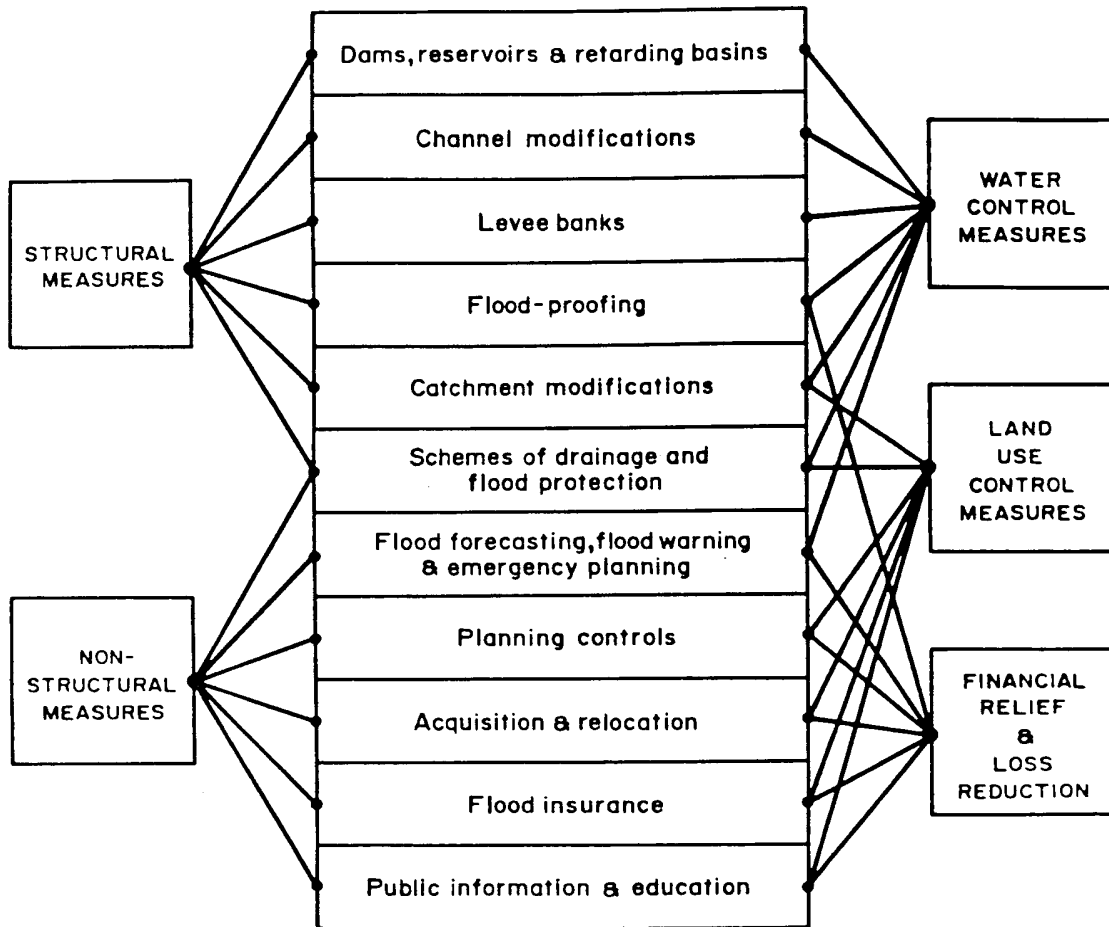 STRUCTURAL
MEASURES
NON-
STRUCTURAL
MEASURES
Dams, reservoirs & retarding basins
Channel modifications
Levee banks
Flood-proofing
Catchment modifications
Schemes of drainage and
flood protection
Flood forecasting, flood warning
& emergency planning
Planning controls
Acquisition & relocation
Flood insurance
Public information & education
WATER
CONTROL
MEASURES
LAND
USE
CONTROL
MEASURES
FINANCIAL
RELIEF
&
LOSS
REDUCTION